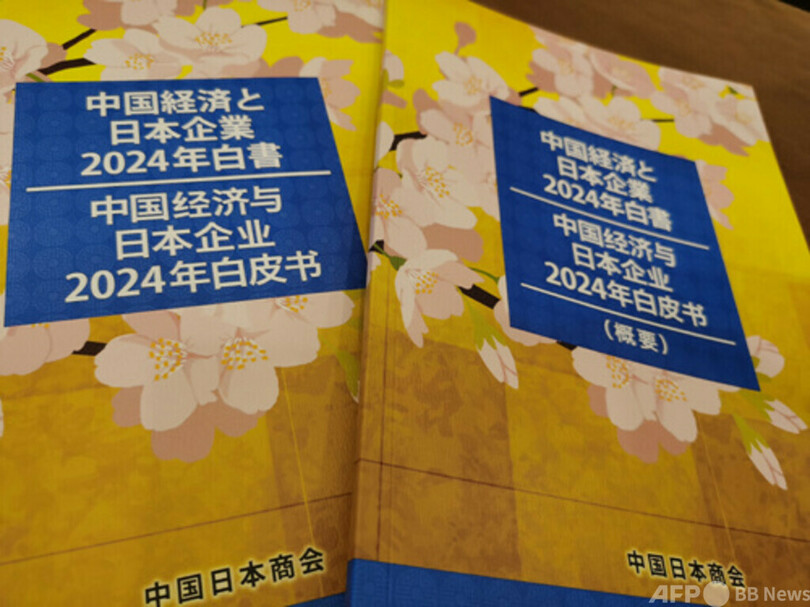 中国経済と
日本企業
2024年白書
中国经济与
日本企业
2024年白皮书
中国日本商会
中国経済と
日本企業
2024年白書
中国经济与
日本企业
2024年白皮书
（概要）
中国日本商会
AFP BB News